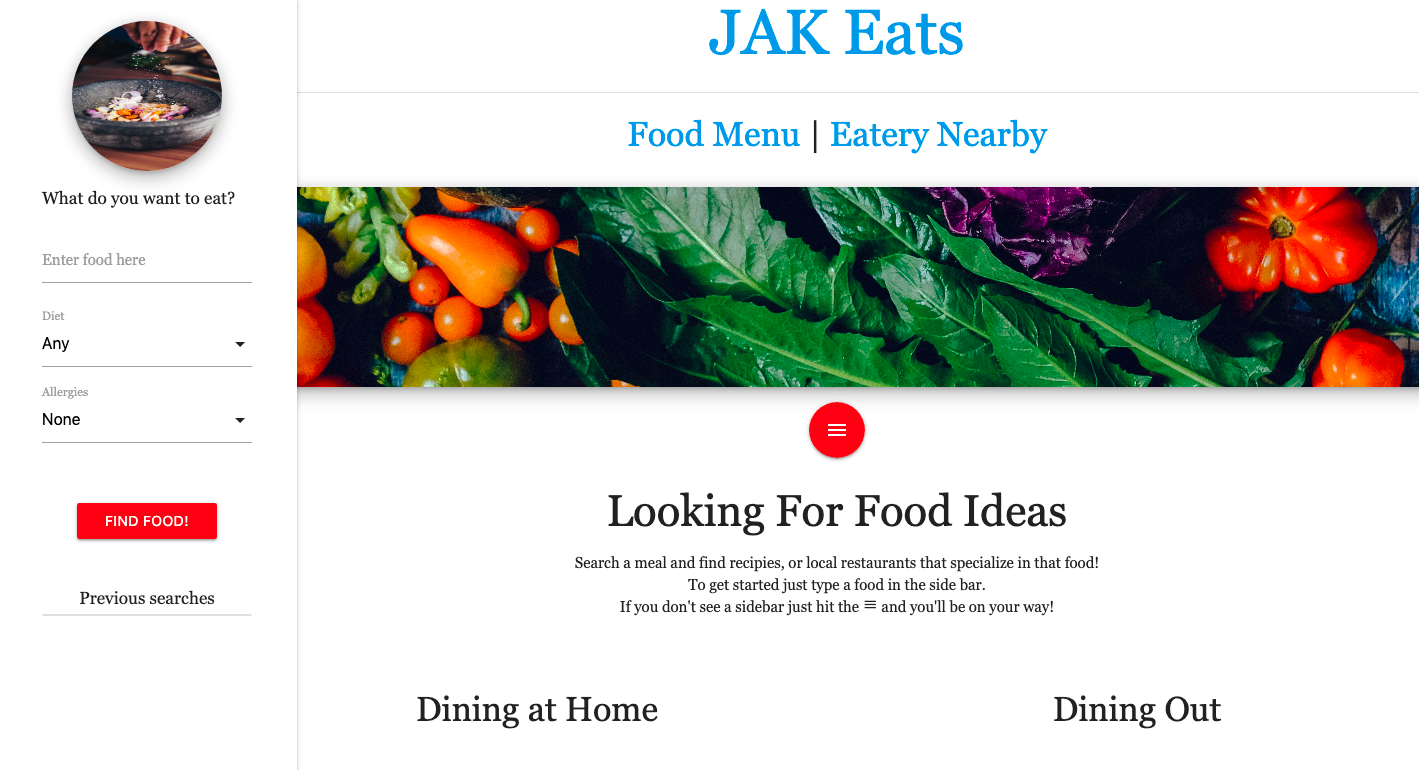 What do you want to eat?
Enter food here
Diet
Any
Allergies
None
FIND FOOD!
Previous searches
JAK Eats
Food Menu | Eatery Nearby
Looking For Food Ideas
Search a meal and find recipies, or local restaurants that specialize in that food!
To get started just type a food in the side bar.
If you don't see a sidebar just hit the ≡ and you'll be on your way!
Dining at Home
Dining Out